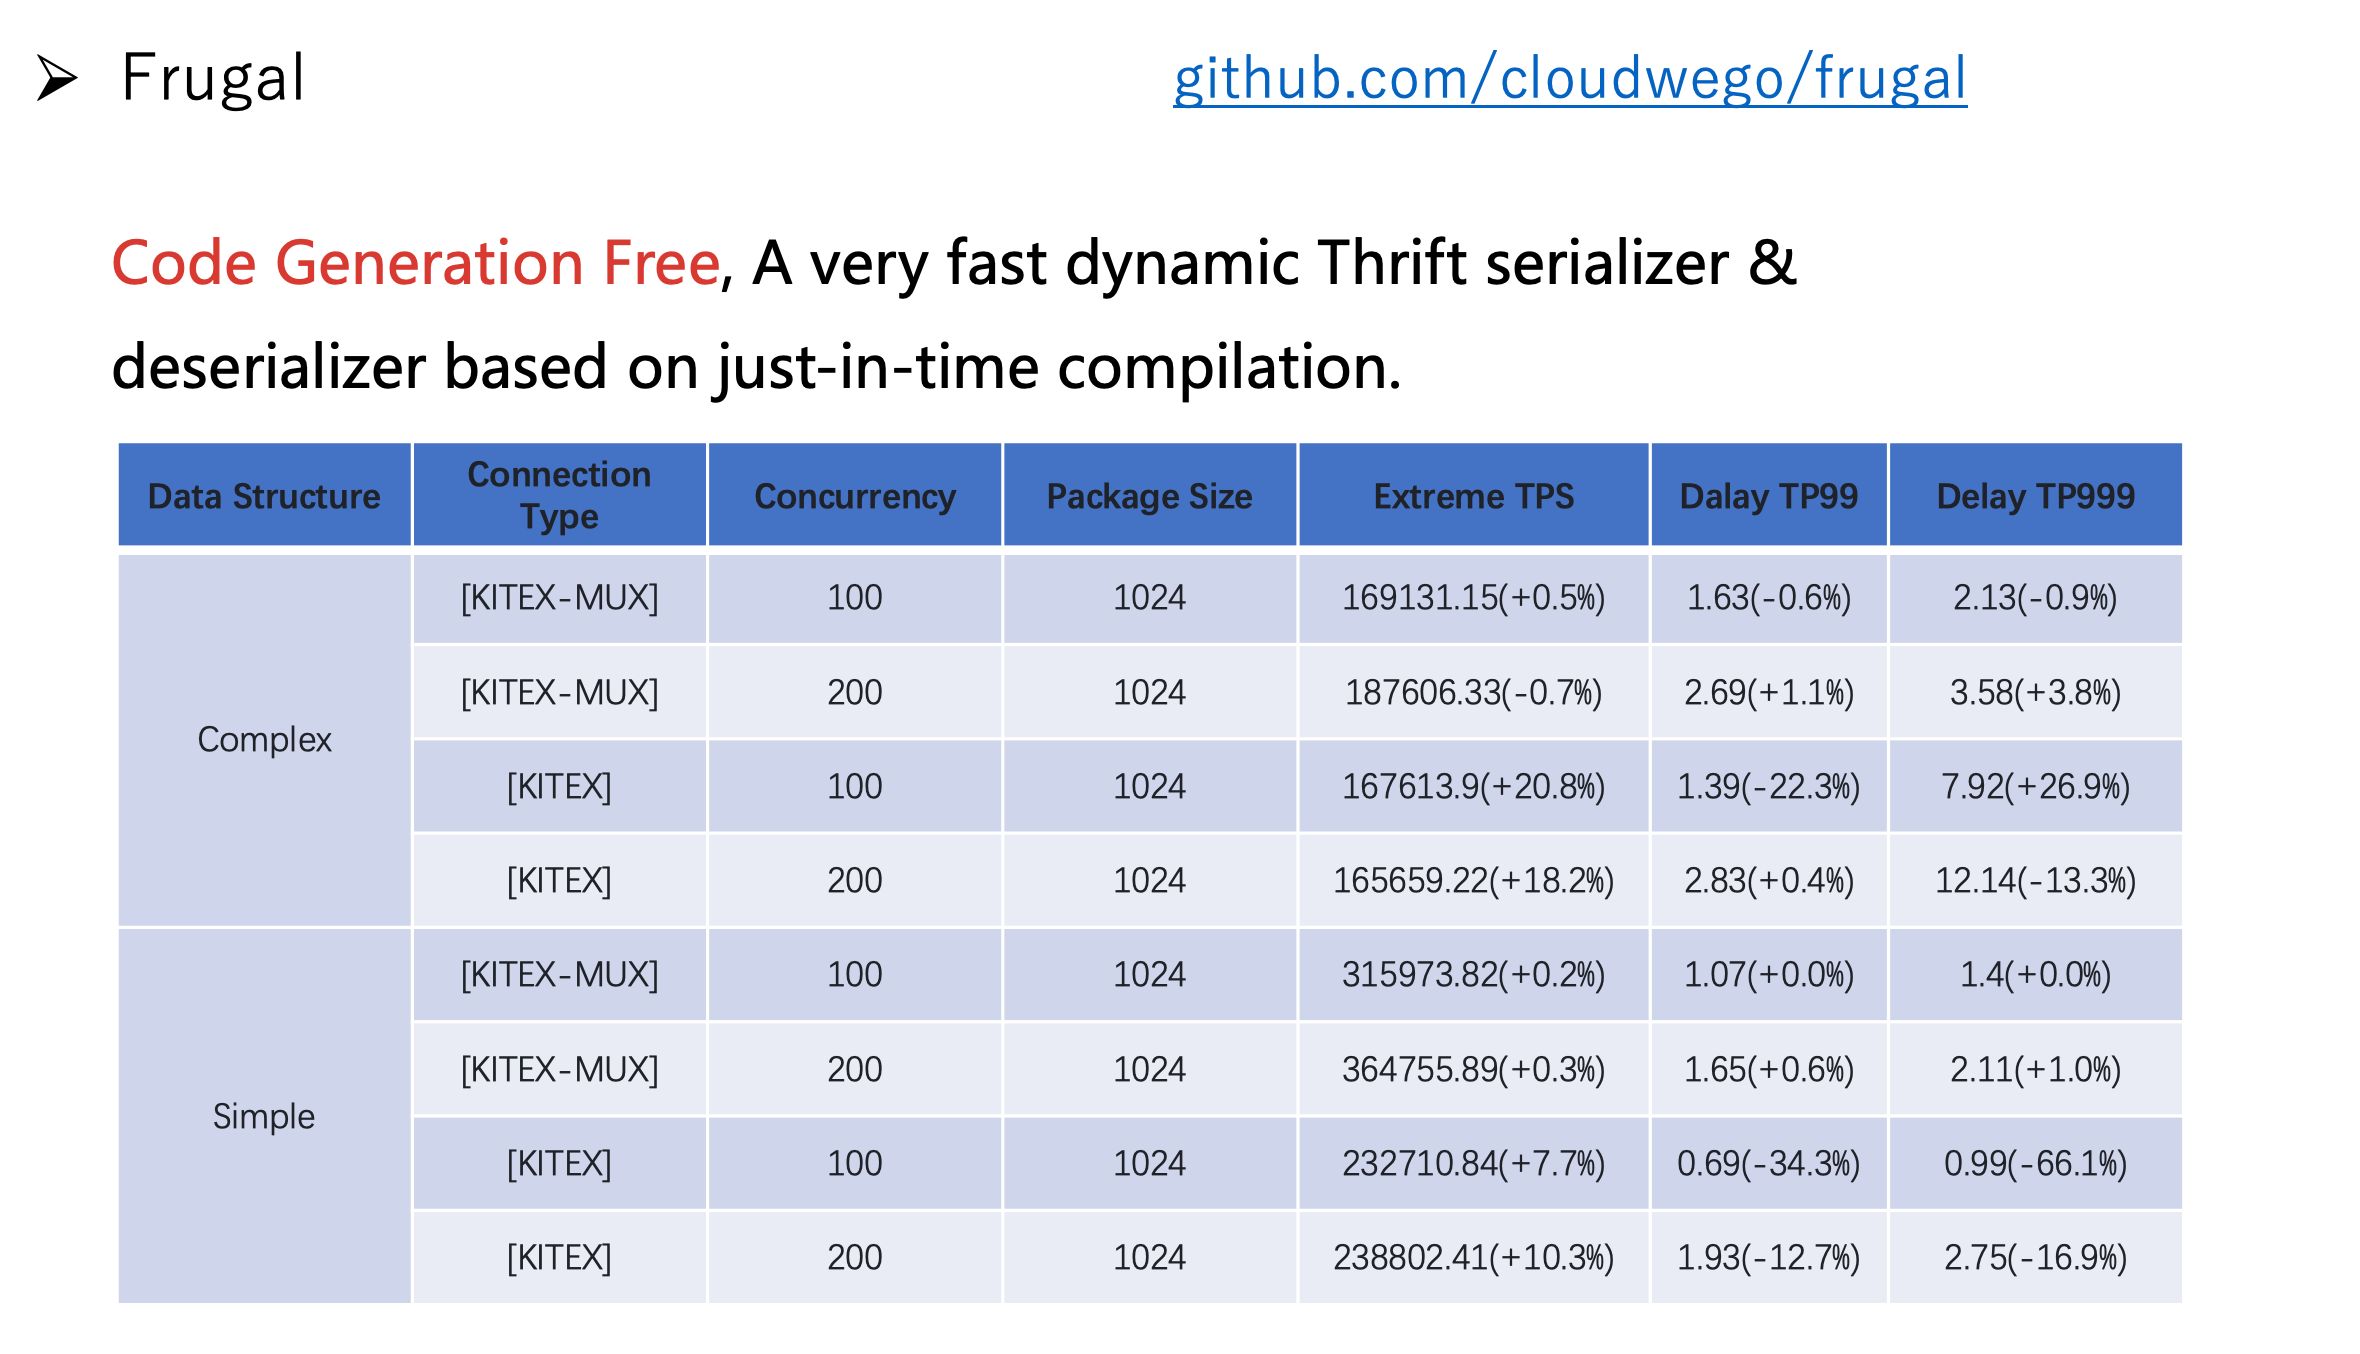 ➢ Frugal
github.com/cloudwego/frugal
Code Generation Free, A very fast dynamic Thrift serializer &
deserializer based on just-in-time compilation.
Data Structure Connection Type Concurrency Package Size Extreme TPS Dalay TP99 Delay TP999
Complex
[KITEX-MUX] 100 1024 169131.15(+0.5%) 1.63(-0.6%) 2.13(-0.9%)
[KITEX-MUX] 200 1024 187606.33(-0.7%) 2.69(+1.1%) 3.58(+3.8%)
[KITEX] 100 1024 167613.9(+20.8%) 1.39(-22.3%) 7.92(+26.9%)
[KITEX] 200 1024 165659.22(+18.2%) 2.83(+0.4%) 12.14(-13.3%)
Simple
[KITEX-MUX] 100 1024 315973.82(+0.2%) 1.07(+0.0%) 1.4(+0.0%)
[KITEX-MUX] 200 1024 364755.89(+0.3%) 1.65(+0.6%) 2.11(+1.0%)
[KITEX] 100 1024 232710.84(+7.7%) 0.69(-34.3%) 0.99(-66.1%)
[KITEX] 200 1024 238802.41(+10.3%) 1.93(-12.7%) 2.75(-16.9%)